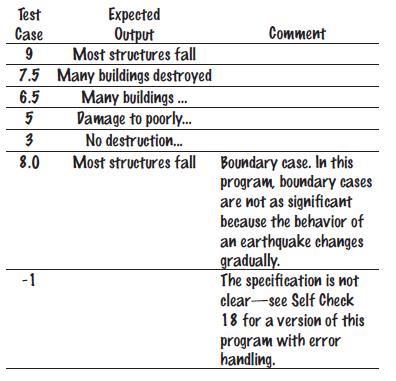 Test Expected
Case Output Comment
9 Most structures fall
7.5 Many buildings destroyed
6.5 Many buildings ...
5 Damage to poorly...
3 No destruction...
8.0 Most structures fall Boundary case. In this
program, boundary cases
are not as significant
because the behavior of
an earthquake changes
gradually.
-1 The specification is not
clear—see Self Check
18 for a version of this
program with error
handling.